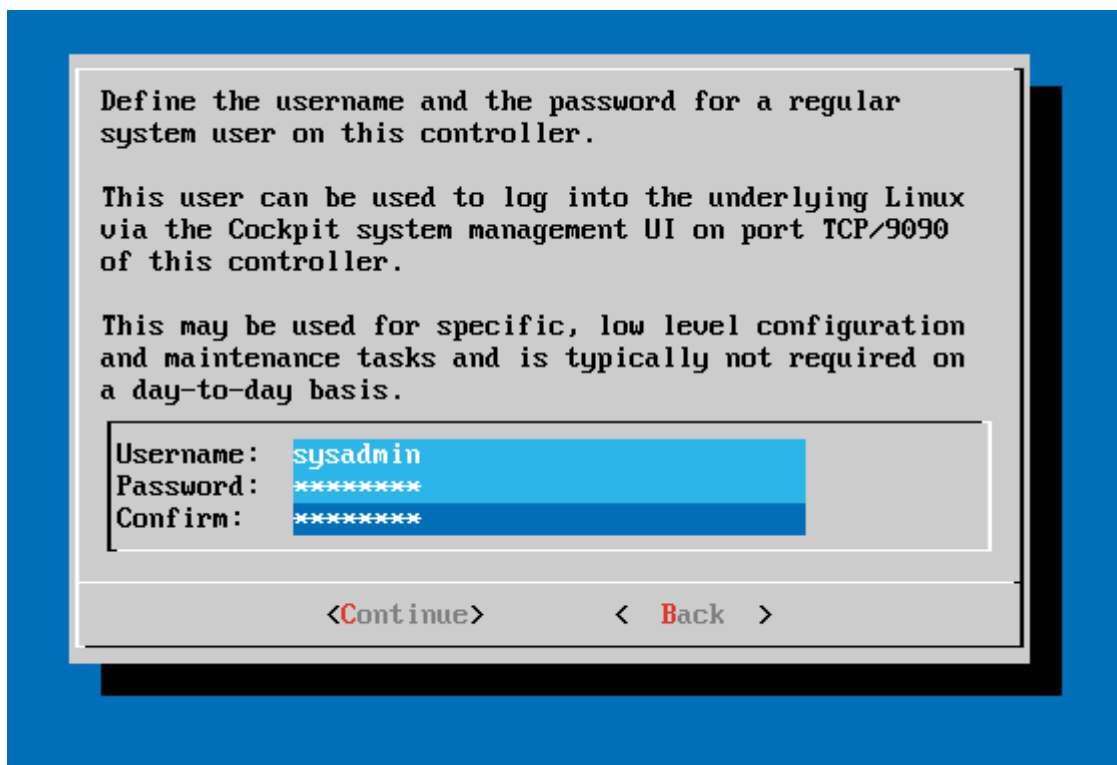 Define the username and the password for a regular
system user on this controller.
This user can be used to log into the underlying Linux
via the Cockpit system management UI on port TCP/9090
of this controller.
This may be used for specific, low level configuration
and maintenance tasks and is typically not required on
a day-to-day basis.
Username: sysadmin
Password: ********
Confirm: ********
<Continue> < Back >